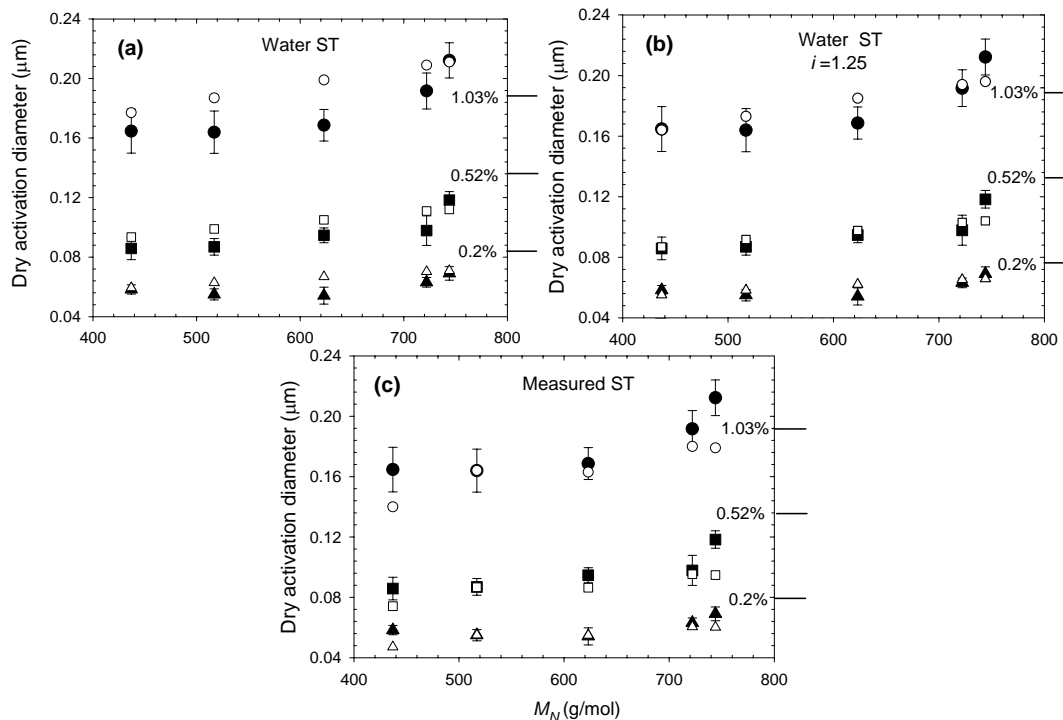 (a)
Water ST
Dry activation diameter (μm)
0.24
0.20
0.16
0.12
0.08
0.04
1.03%
0.52%
0.2%
400 500 600 700 800
(b)
Water ST
i =1.25
Dry activation diameter (μm)
0.24
0.20
0.16
0.12
0.08
0.04
1.03%
0.52%
0.2%
400 500 600 700 800
(c)
Measured ST
Dry activation diameter (μm)
0.24
0.20
0.16
0.12
0.08
0.04
1.03%
0.52%
0.2%
400 500 600 700 800
M_N (g/mol)